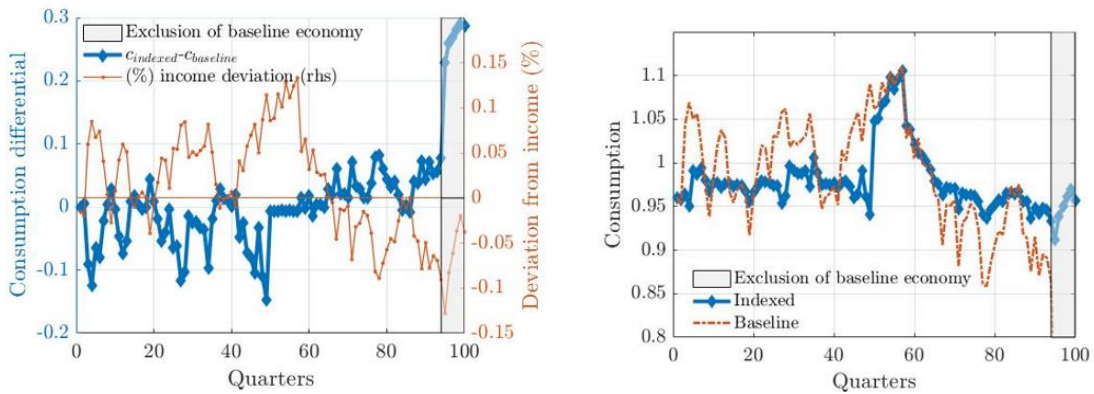 0.3
0.2
0.1
0
-0.1
-0.2
Consumption differential
Exclusion of baseline economy
c_indexed-c_baseline
(%) income deviation (rhs)
0.15
0.1
0.05
0
-0.05
-0.1
-0.15
Deviation from income (%)
0 20 40 60 80 100
Quarters
1.1
1.05
1
0.95
0.9
0.85
0.8
Consumption
Exclusion of baseline economy
Indexed
Baseline
0 20 40 60 80 100
Quarters